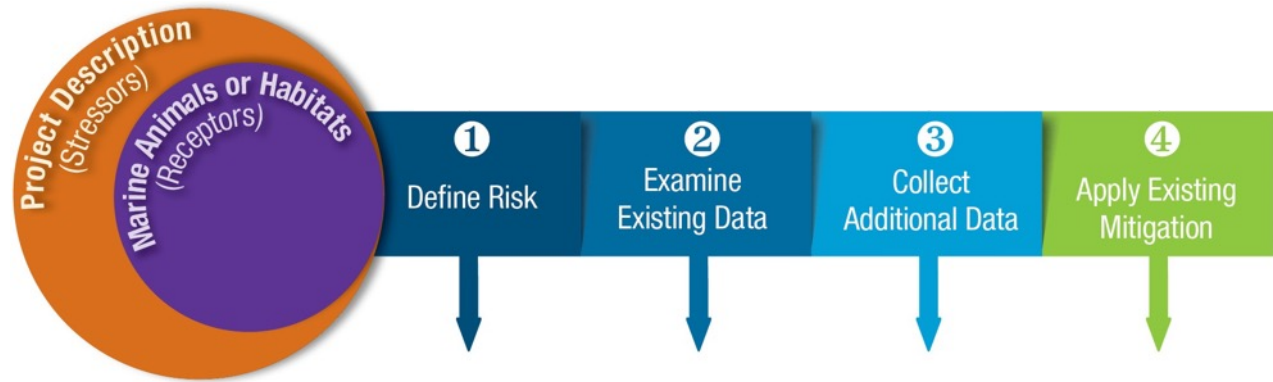 Project Description
(Stressors)
Marine Animals or Habitats
(Receptors)
1
Define Risk
2
Examine
Existing Data
3
Collect
Additional Data
4
Apply Existing
Mitigation